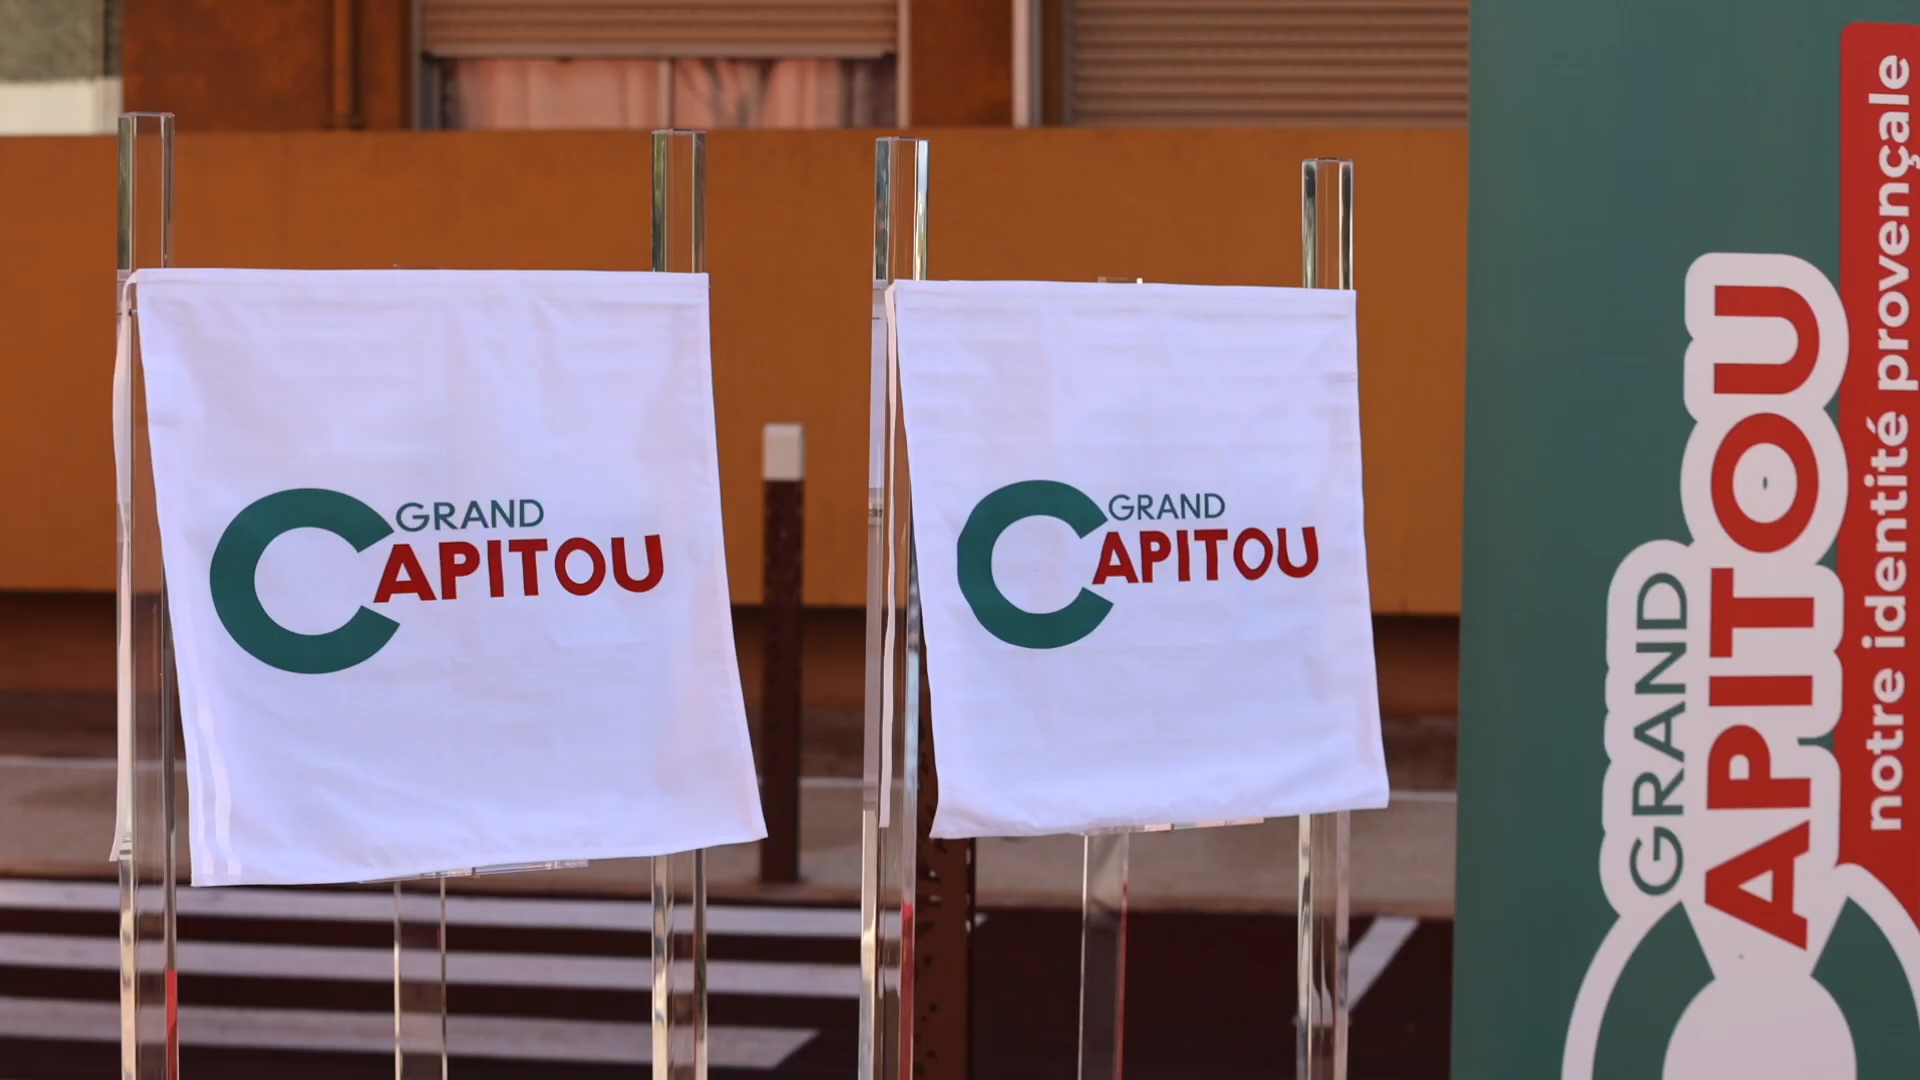 GRAND
CAPITOU
GRAND
CAPITOU
GRAND
CAPITOU
notre identité provençale